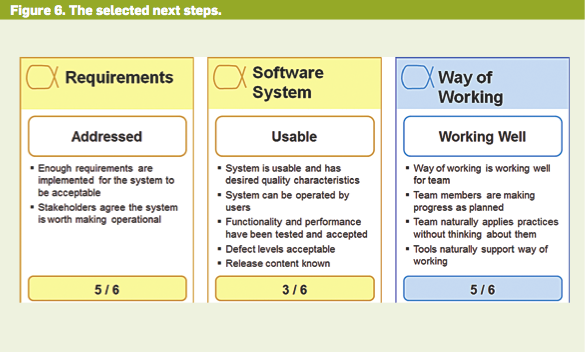 Figure 6. The selected next steps.
Requirements
Addressed
▪ Enough requirements are
implemented for the system to
be acceptable
▪ Stakeholders agree the system
is worth making operational
5 / 6
Software
System
Usable
▪ System is usable and has
desired quality characteristics
▪ System can be operated by
users
▪ Functionality and performance
have been tested and accepted
▪ Defect levels acceptable
▪ Release content known
3 / 6
Way of
Working
Working Well
▪ Way of working is working well
for team
▪ Team members are making
progress as planned
▪ Team naturally applies practices
without thinking about them
▪ Tools naturally support way of
working
5 / 6